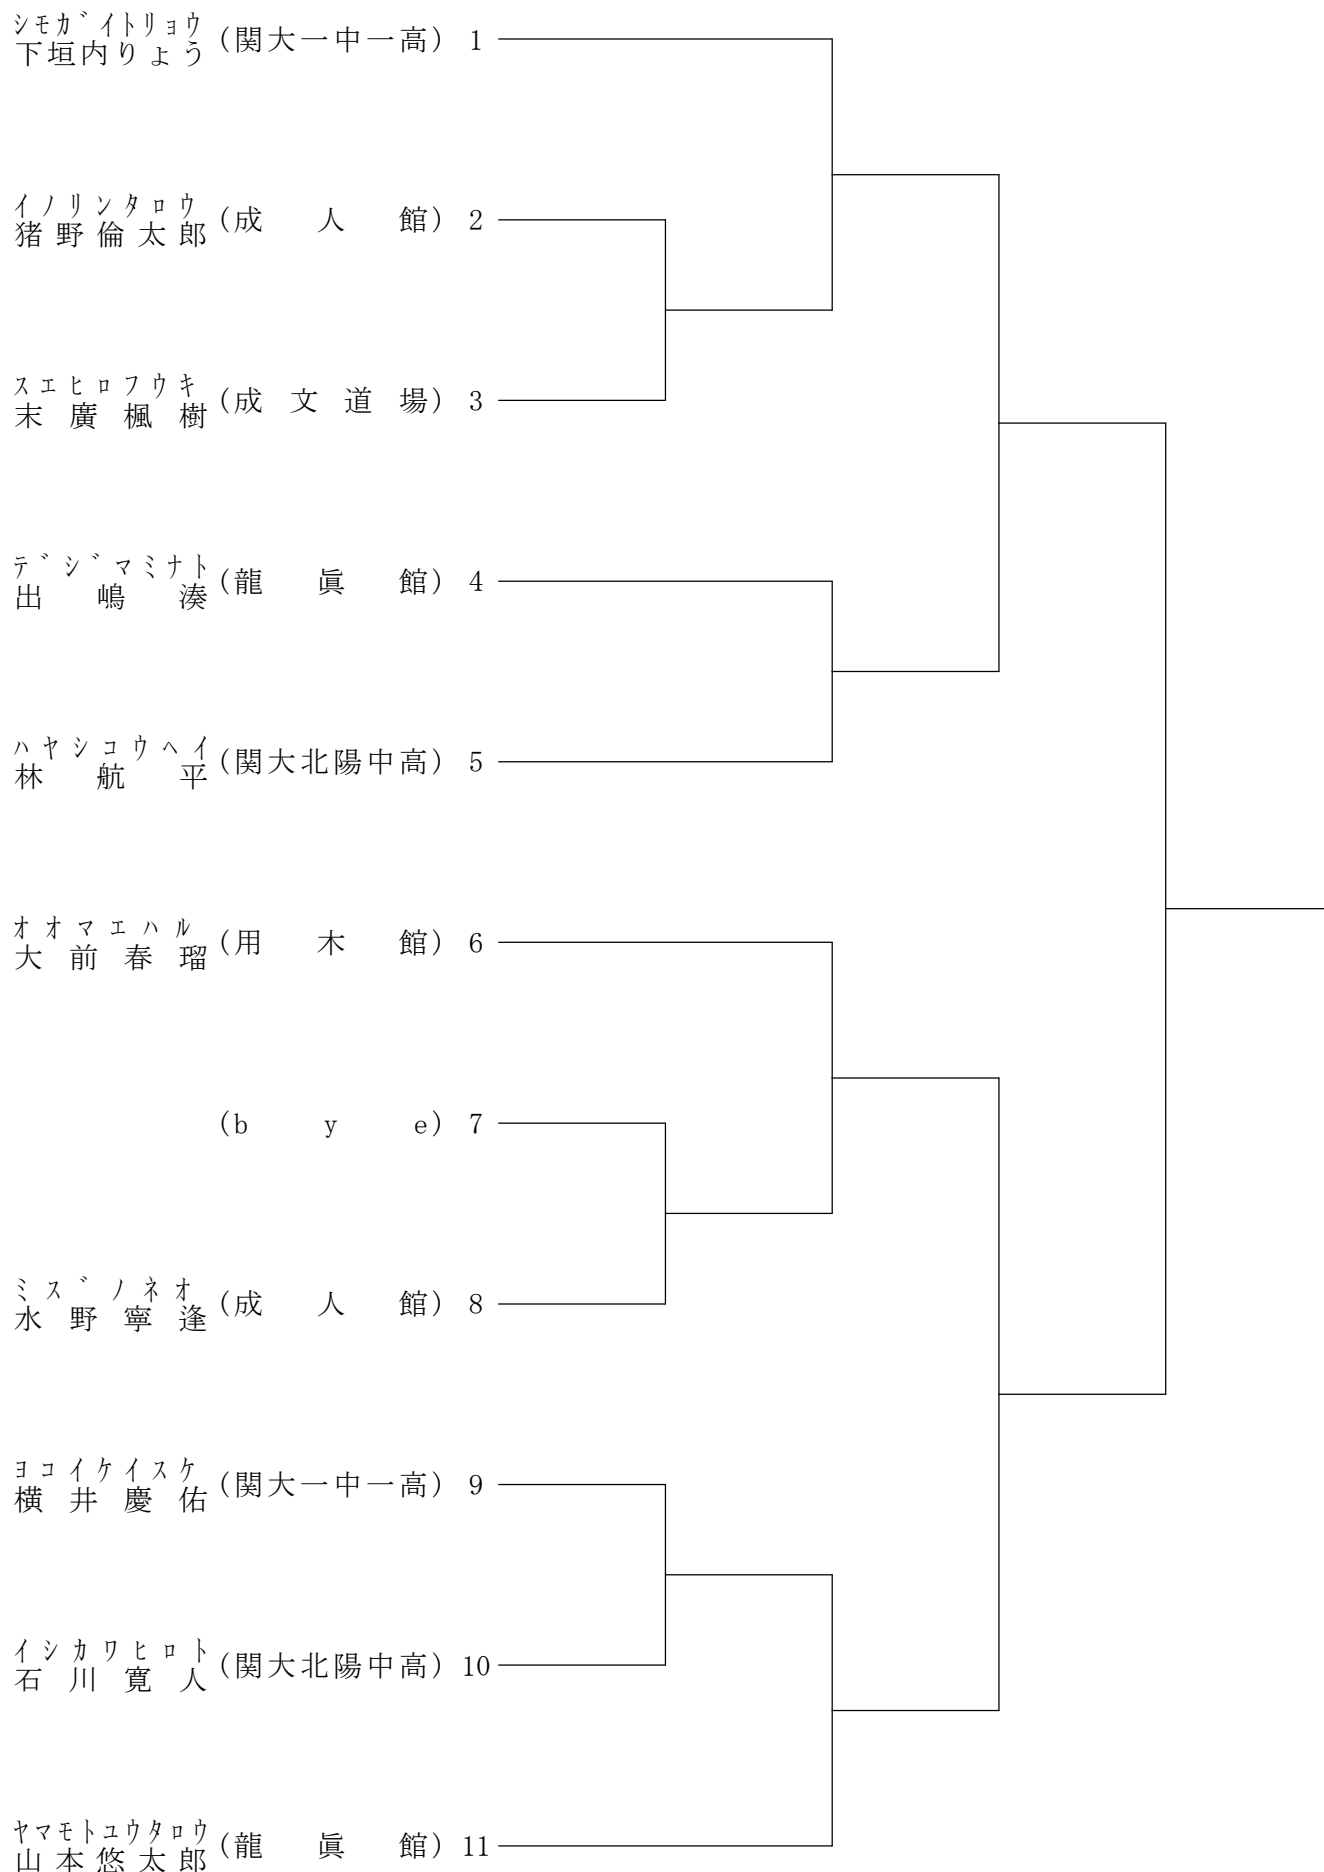 シモガイトリョウ
下垣内りょう (関大一中一高) 1
イノリンタロウ
猪野倫太郎 (成人館) 2
スエヒロフウキ
末廣楓樹 (成文道場) 3
デジマミナト
出嶋湊 (龍眞館) 4
ハヤシコウヘイ
林航平 (関大北陽中高) 5
オオマエハル
大前春瑠 (用木館) 6
(bye) 7
ミズノネオ
水野寧逢 (成人館) 8
ヨコイケイスケ
横井慶佑 (関大一中一高) 9
イシカワヒロト
石川寛人 (関大北陽中高) 10
ヤマモトユウタロウ
山本悠太郎 (龍眞館) 11